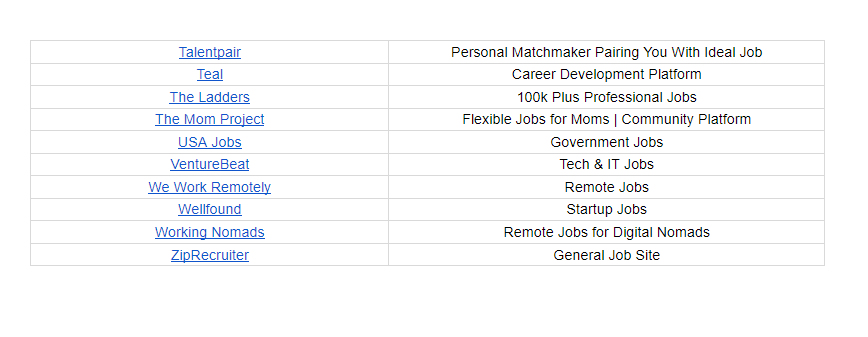 Talentpair Personal Matchmaker Pairing You With Ideal Job
Teal Career Development Platform
The Ladders 100k Plus Professional Jobs
The Mom Project Flexible Jobs for Moms | Community Platform
USA Jobs Government Jobs
VentureBeat Tech & IT Jobs
We Work Remotely Remote Jobs
Wellfound Startup Jobs
Working Nomads Remote Jobs for Digital Nomads
ZipRecruiter General Job Site